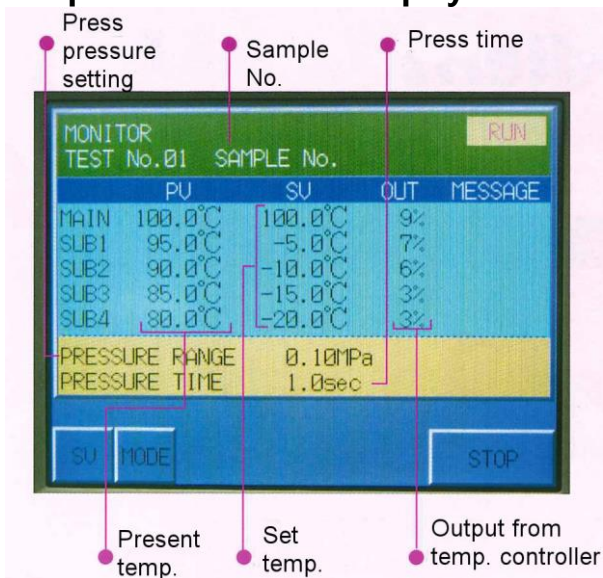 Press
pressure
setting
Sample
No.
Press time
MONITOR
RUN
TEST No.01 SAMPLE No.
PV SV OUT MESSAGE
MAIN 100.0°C 100.0°C 9%
SUB1 95.0°C -5.0°C 7%
SUB2 90.0°C -10.0°C 6%
SUB3 85.0°C -15.0°C 3%
SUB4 80.0°C -20.0°C 3%
PRESSURE RANGE 0.10MPa
PRESSURE TIME 1.0sec
SV MODE STOP
Present
temp.
Set
temp.
Output from
temp. controller